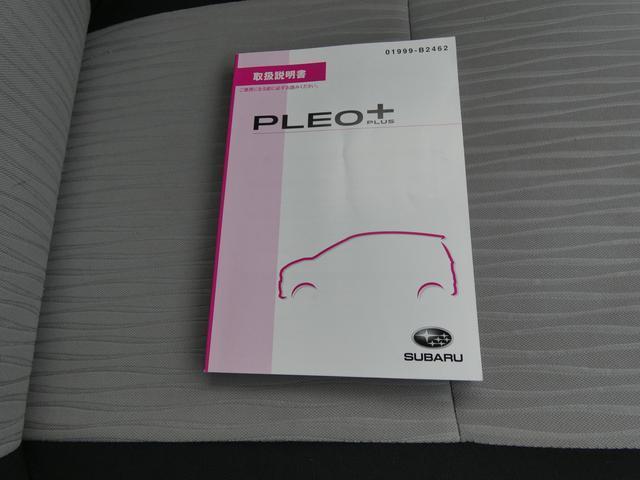 01999-B2462
取扱説明書
ご使用になる前に必ずお読みください。
PLEO+
PLUS
SUBARU